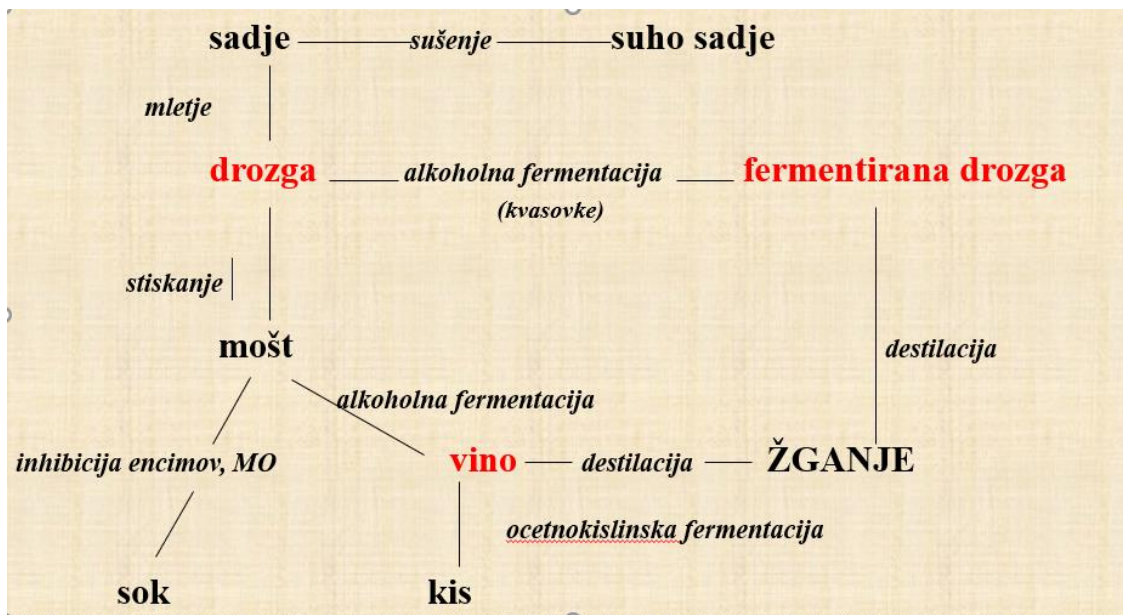 sadje sušenje suho sadje
mletje
drozga alkoholna fermentacija fermentirana drozga
(kvasovke)
stiskanje
mošt
destilacija
alkoholna fermentacija
inhibicija encimov, MO vino destilacija ŽGANJE
ocetnokislinska fermentacija
sok kis